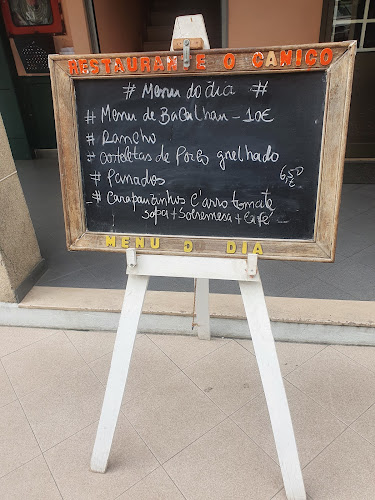 RESTAURANTE O CANIÇO
# Menu do dia #
# Menu de Bacalhau - 10€
# Rancho
# Costeletas de Porco grelhado
# Panados 6,50€
# Carapauzinhos c/ arroz tomate
sopa + Sobremesa + Café
MENU DO DIA